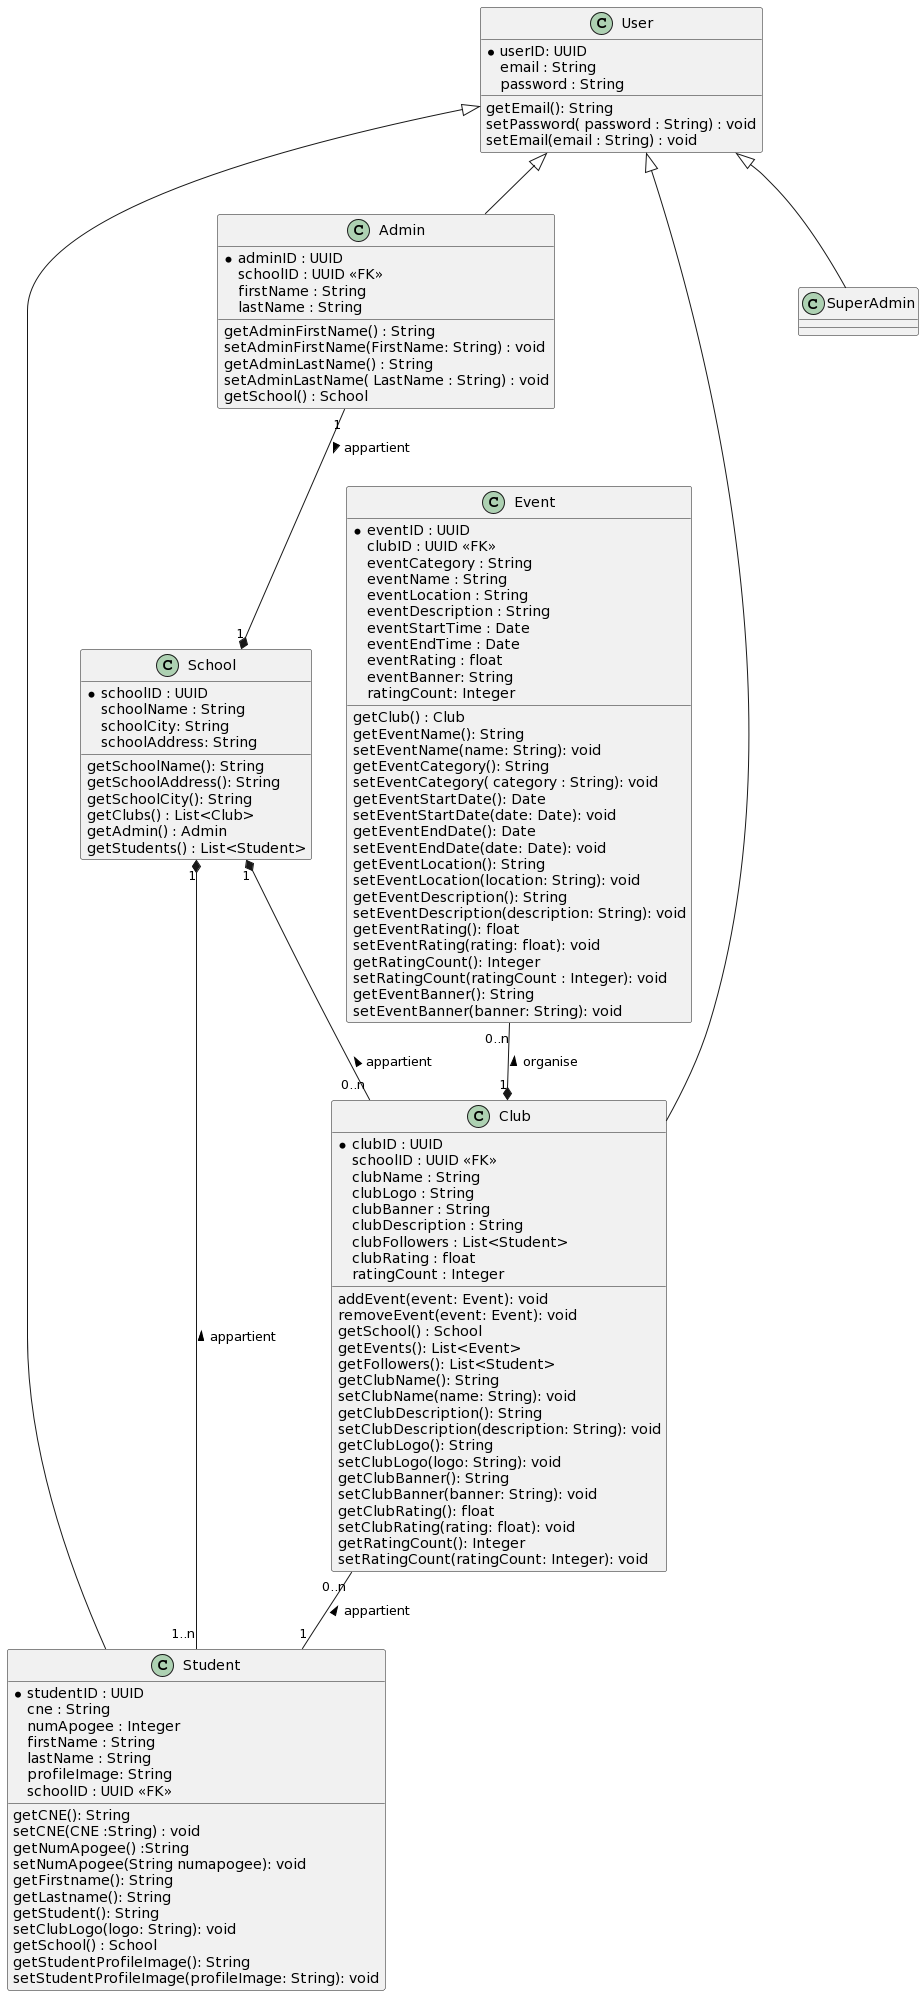 C User
userID: UUID
email : String
password : String
getEmail(): String
setPassword( password : String) : void
setEmail(email : String) : void
C Admin
adminID : UUID
schoolID : UUID «FK»
firstName : String
lastName : String
getAdminFirstName() : String
setAdminFirstName(FirstName: String) : void
getAdminLastName() : String
setAdminLastName( LastName : String) : void
getSchool() : School
C SuperAdmin
1
appartient
1
C Event
eventID : UUID
clubID : UUID «FK»
eventCategory : String
eventName : String
eventLocation : String
eventDescription : String
eventStartTime : Date
eventEndTime : Date
eventRating : float
eventBanner: String
ratingCount: Integer
getClub() : Club
getEventName(): String
setEventName(name: String): void
getEventCategory(): String
setEventCategory( category : String): void
getEventStartDate(): Date
setEventStartDate(date: Date): void
getEventEndDate(): Date
setEventEndDate(date: Date): void
getEventLocation(): String
setEventLocation(location: String): void
getEventDescription(): String
setEventDescription(description: String): void
getEventRating(): float
setEventRating(rating: float): void
getRatingCount(): Integer
setRatingCount(ratingCount : Integer): void
getEventBanner(): String
setEventBanner(banner: String): void
C School
schoolID : UUID
schoolName : String
schoolCity: String
schoolAddress: String
getSchoolName(): String
getSchoolAddress(): String
getSchoolCity(): String
getClubs() : List<Club>
getAdmin() : Admin
getStudents() : List<Student>
1
1
0..n
appartient
organise
0..n
1
C Club
clubID : UUID
schoolID : UUID «FK»
clubName : String
clubLogo : String
clubBanner : String
clubDescription : String
clubFollowers : List<Student>
clubRating : float
ratingCount : Integer
addEvent(event: Event): void
removeEvent(event: Event): void
getSchool() : School
getEvents(): List<Event>
getFollowers(): List<Student>
getClubName(): String
setClubName(name: String): void
getClubDescription(): String
setClubDescription(description: String): void
getClubLogo(): String
setClubLogo(logo: String): void
getClubBanner(): String
setClubBanner(banner: String): void
getClubRating(): float
setClubRating(rating: float): void
getRatingCount(): Integer
setRatingCount(ratingCount: Integer): void
appartient
0..n
appartient
1..n
1
C Student
studentID : UUID
cne : String
numApogee : Integer
firstName : String
lastName : String
profileImage: String
schoolID : UUID «FK»
getCNE(): String
setCNE(CNE :String) : void
getNumApogee() :String
setNumApogee(String numapogee): void
getFirstname(): String
getLastname(): String
getStudent(): String
setClubLogo(logo: String): void
getSchool() : School
getStudentProfileImage(): String
setStudentProfileImage(profileImage: String): void